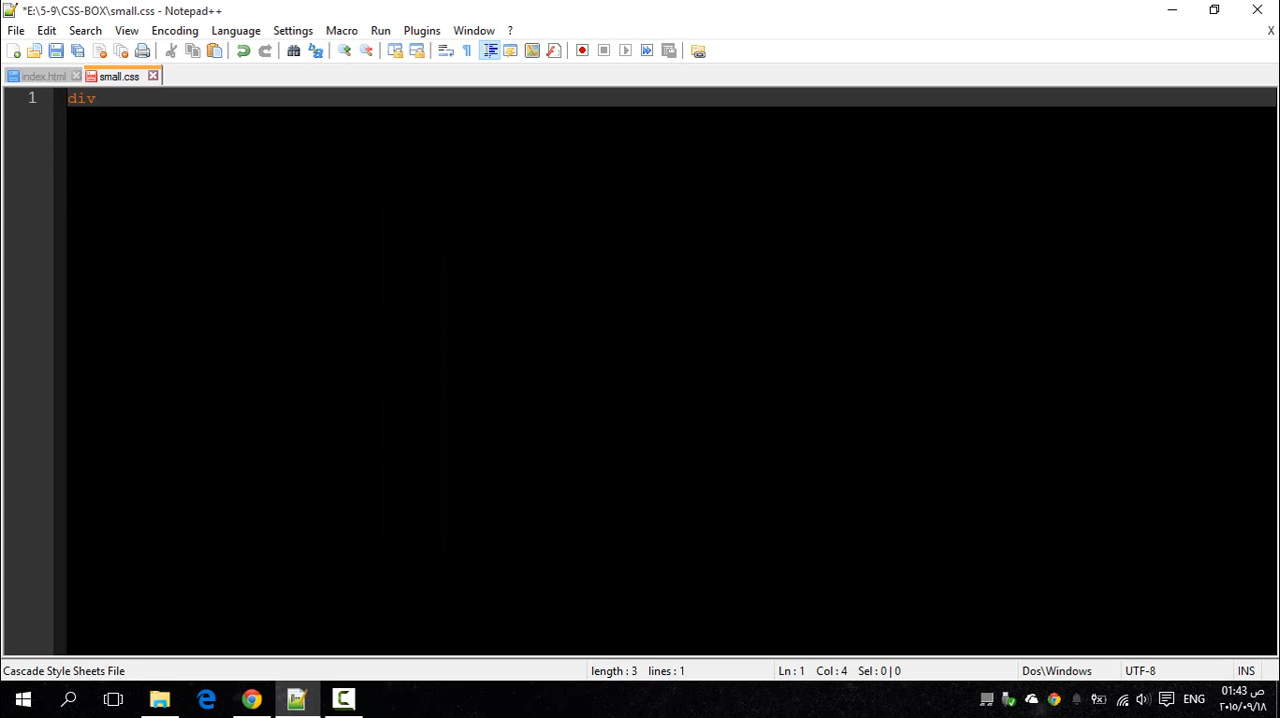 *E:\5-9\CSS-BOX\small.css - Notepad++
File Edit Search View Encoding Language Settings Macro Run Plugins Window ? X
index.html small.css
1 div
Cascade Style Sheets File length : 3 lines : 1 Ln : 1 Col : 4 Sel : 0 | 0 Dos\Windows UTF-8 INS
ENG 01:43 ص
٢٠١٥/٠٩/١٨